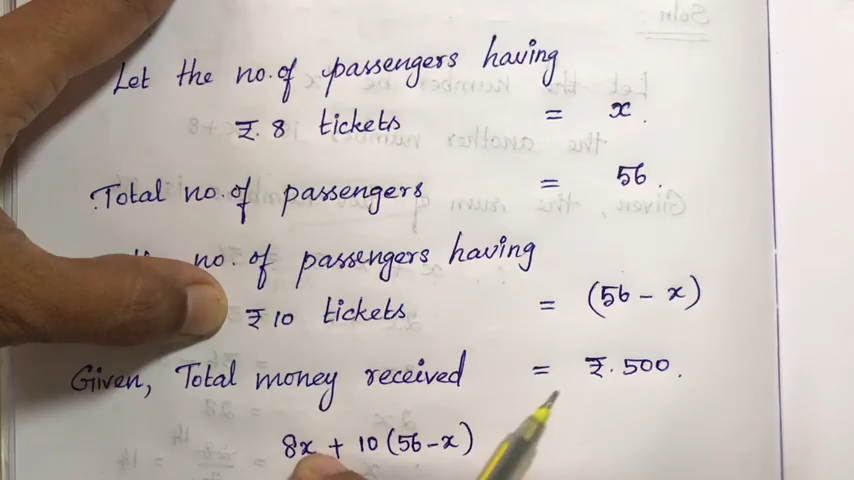 Let the no. of passengers having
₹. 8 tickets = x.
Total no. of passengers = 56.
no. of passengers having
₹ 10 tickets = (56 - x)
Given, Total money received = ₹. 500.
8x + 10 (56-x)